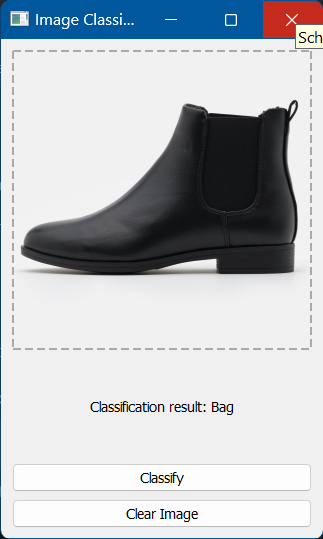 Image Classi...
Sch
Classification result: Bag
Classify
Clear Image